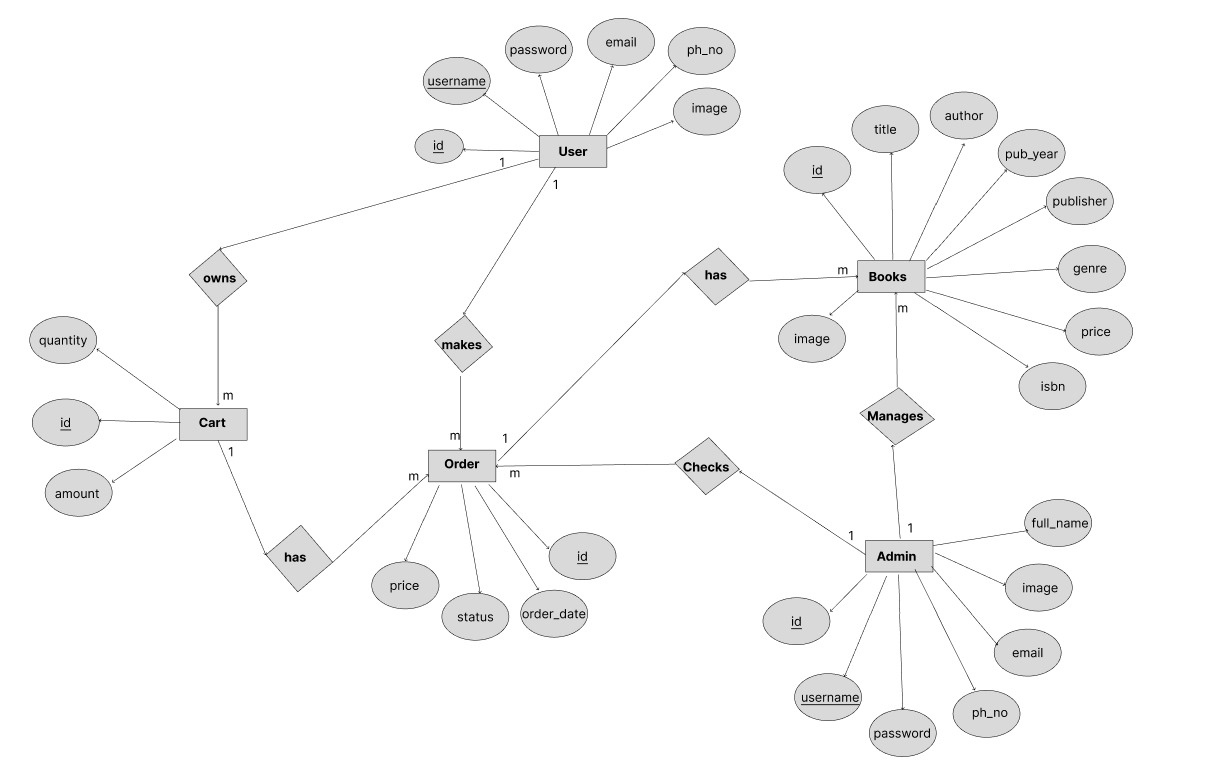 email
password
ph_no
username
image
id
User
1
1
author
title
pub_year
id
publisher
genre
has
m
Books
m
owns
price
image
isbn
quantity
makes
m
Manages
id
Cart
1
m
1
Order
m
m
Checks
amount
1
1
full_name
has
Admin
id
price
status
order_date
image
id
email
username
password
ph_no